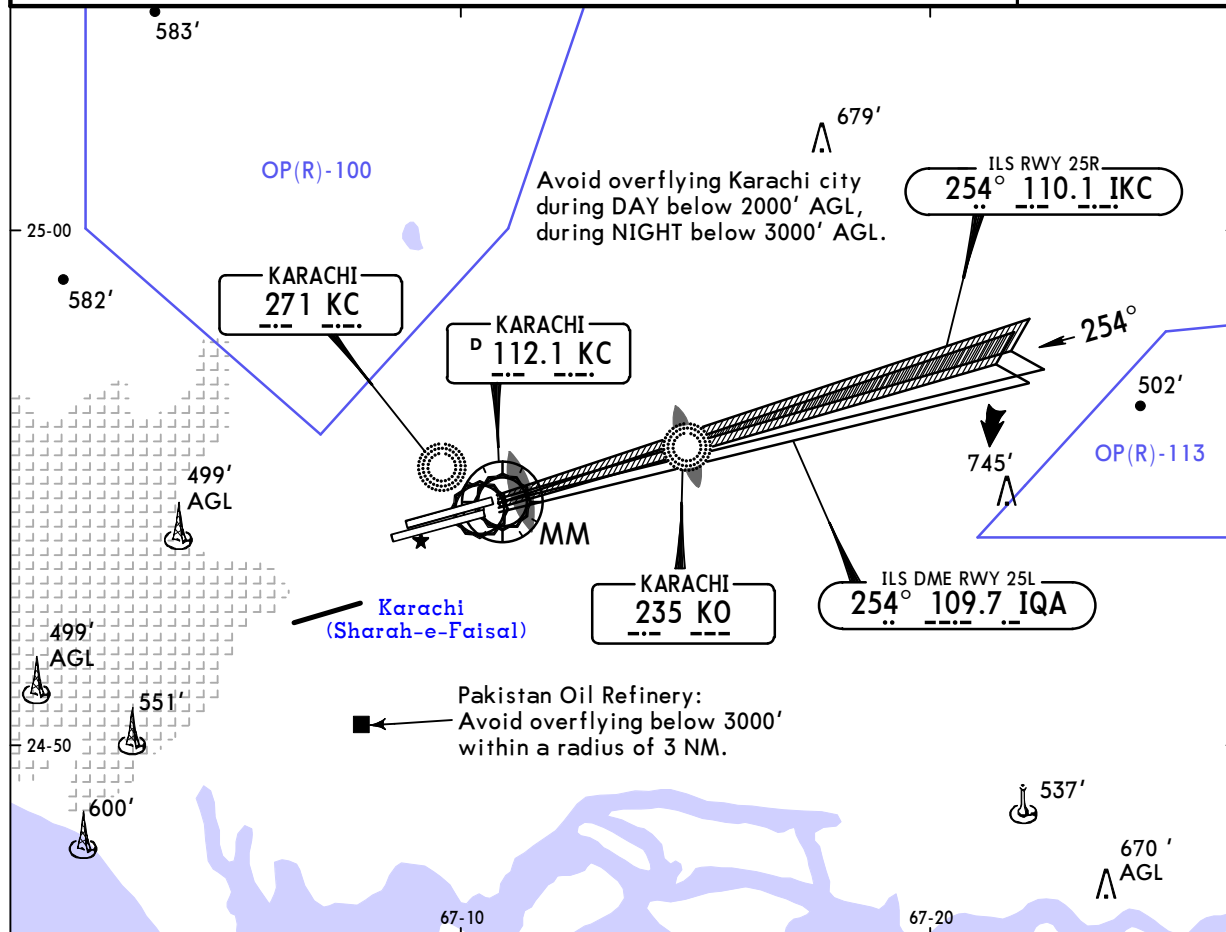 583'
679'
OP(R)-100
Avoid overflying Karachi city
during DAY below 2000' AGL,
during NIGHT below 3000' AGL.
ILS RWY 25R
254° 110.1 IKC
25-00
582'
KARACHI
271 KC
KARACHI
D 112.1 KC
254°
502'
OP(R)-113
745'
499'
AGL
MM
KARACHI
235 KO
ILS DME RWY 25L
254° 109.7 IQA
Karachi
(Sharah-e-Faisal)
499'
AGL
551'
Pakistan Oil Refinery:
Avoid overflying below 3000'
within a radius of 3 NM.
24-50
600'
537'
670 '
AGL
67-10
67-20